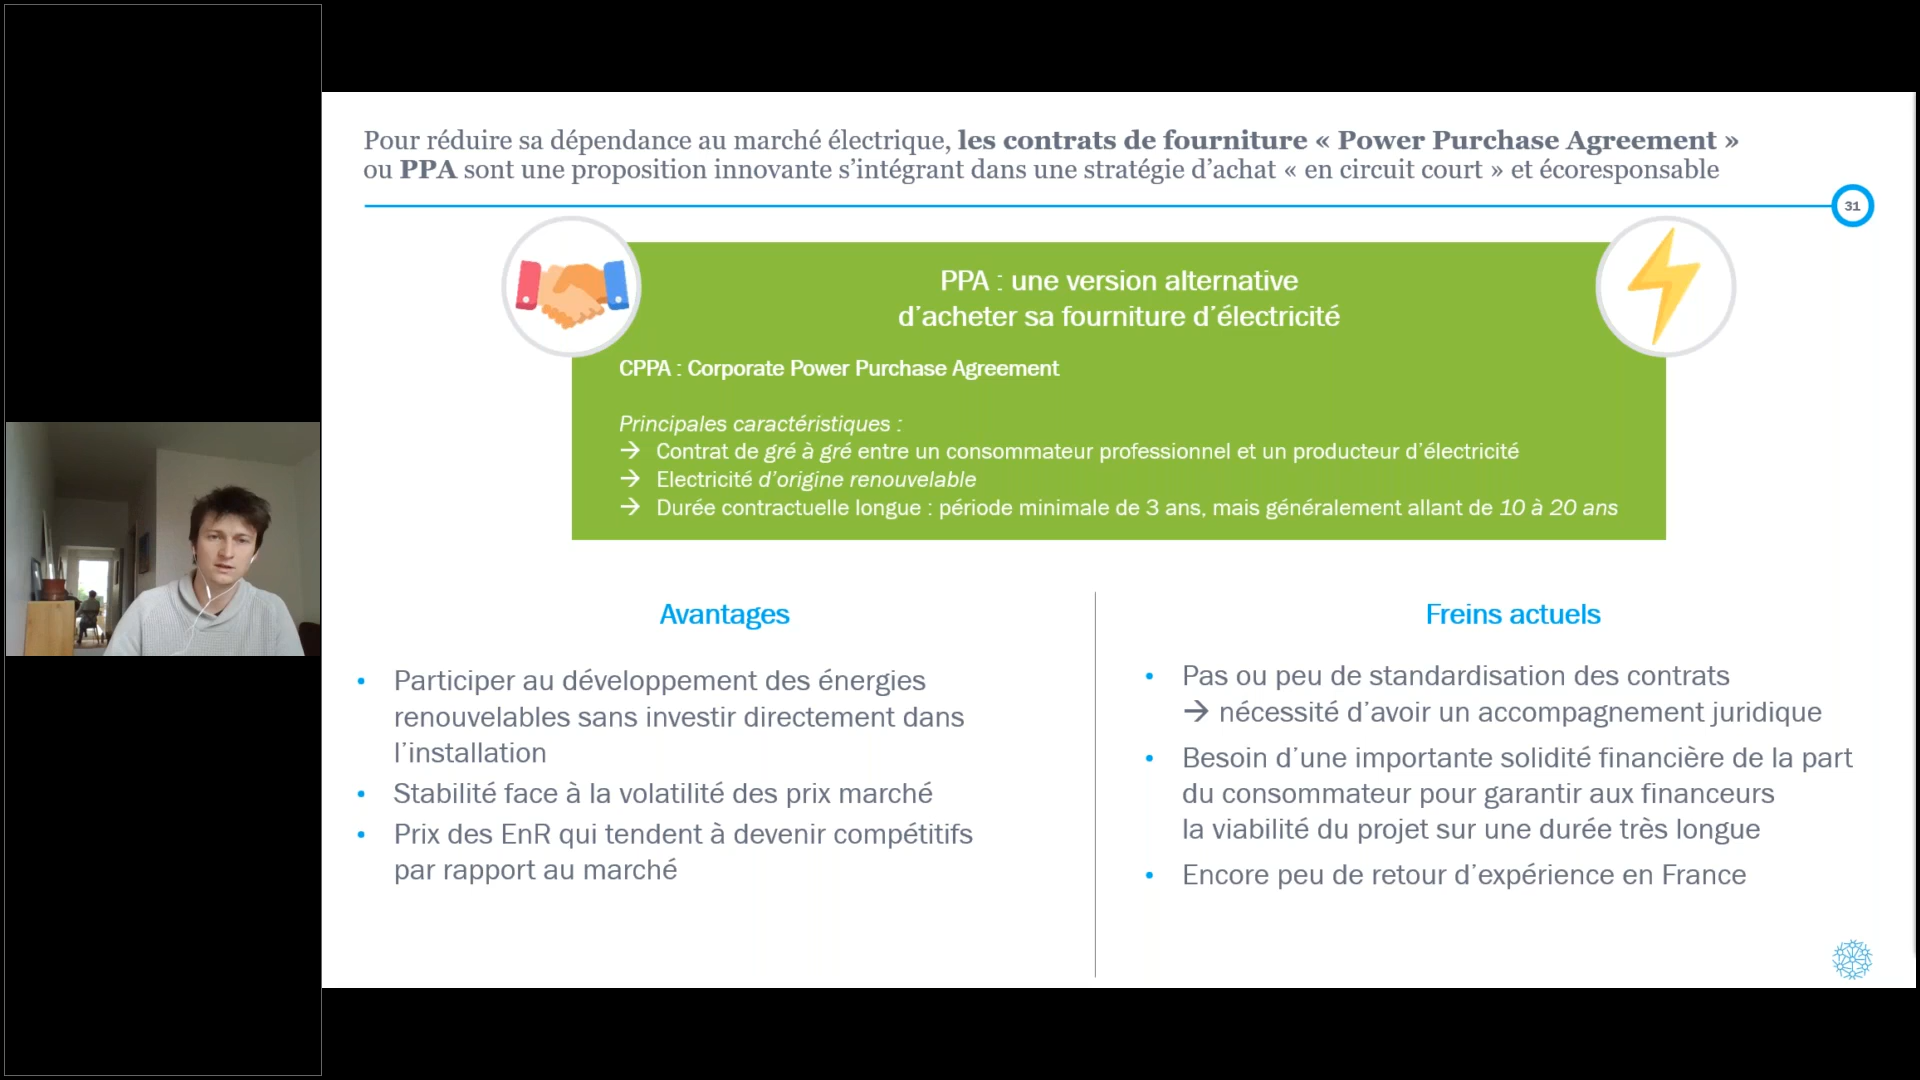 Pour réduire sa dépendance au marché électrique, les contrats de fourniture « Power Purchase Agreement »
ou PPA sont une proposition innovante s’intégrant dans une stratégie d’achat « en circuit court » et écoresponsable
31
PPA : une version alternative
d’acheter sa fourniture d’électricité
CPPA : Corporate Power Purchase Agreement
Principales caractéristiques :
→ Contrat de gré à gré entre un consommateur professionnel et un producteur d’électricité
→ Electricité d’origine renouvelable
→ Durée contractuelle longue : période minimale de 3 ans, mais généralement allant de 10 à 20 ans
Avantages
• Participer au développement des énergies
renouvelables sans investir directement dans
l’installation
• Stabilité face à la volatilité des prix marché
• Prix des EnR qui tendent à devenir compétitifs
par rapport au marché
Freins actuels
• Pas ou peu de standardisation des contrats
→ nécessité d’avoir un accompagnement juridique
• Besoin d’une importante solidité financière de la part
du consommateur pour garantir aux financeurs
la viabilité du projet sur une durée très longue
• Encore peu de retour d’expérience en France